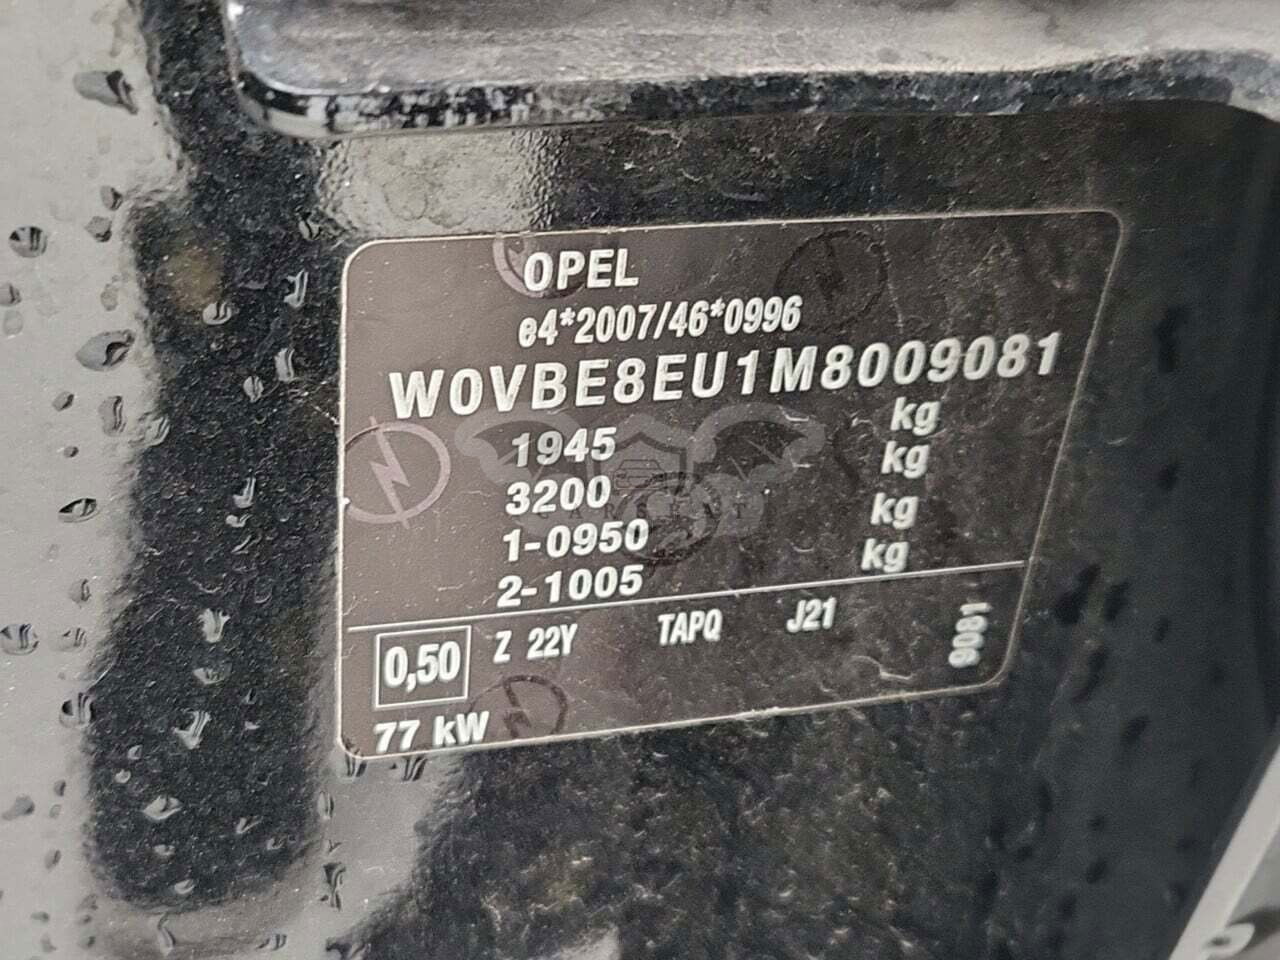 OPEL
e4*2007/46*0996
W0VBE8EU1M8009081
1945 kg
3200 kg
1-0950 kg
2-1005 kg
0,50 Z 22Y TAPQ J21
77 kW
9081